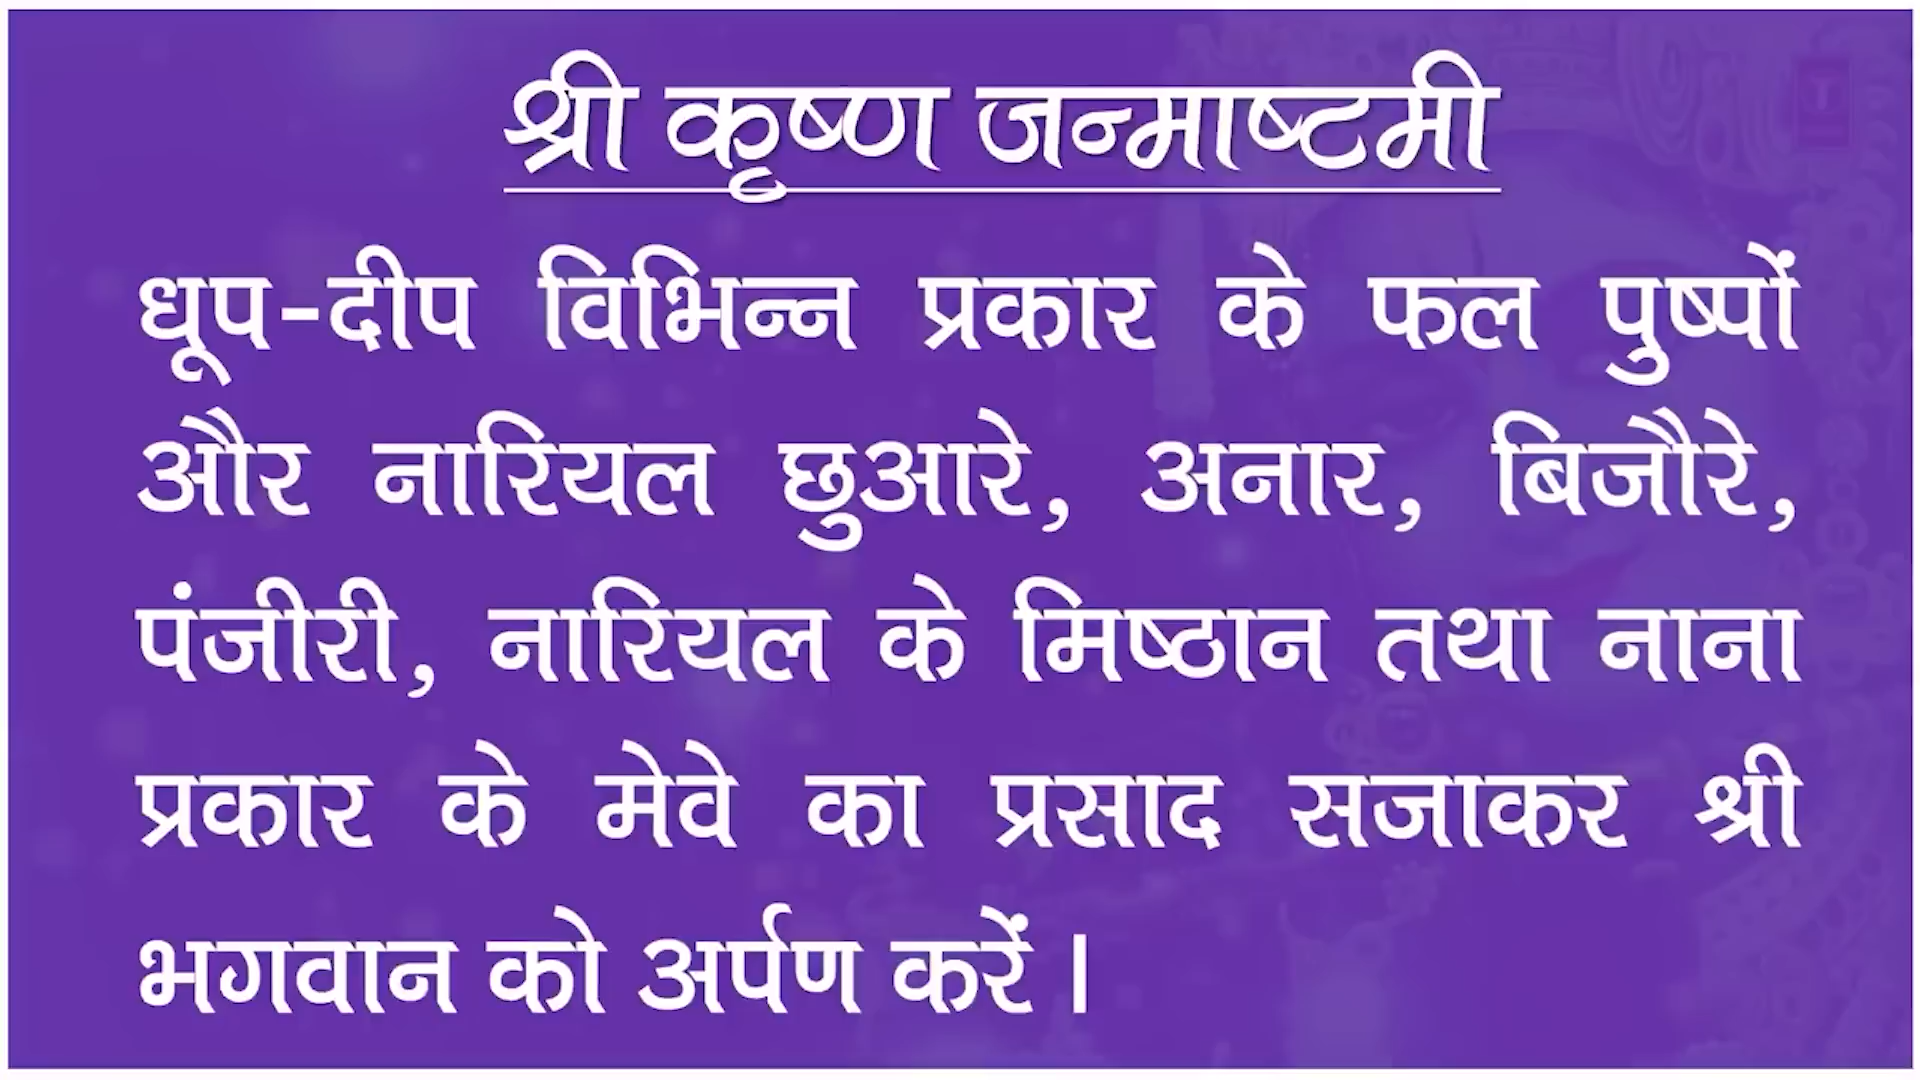 श्री कृष्ण जन्माष्टमी
धूप-दीप विभिन्न प्रकार के फल पुष्पों
और नारियल छुआरे, अनार, बिजौरे,
पंजीरी, नारियल के मिष्ठान तथा नाना
प्रकार के मेवे का प्रसाद सजाकर श्री
भगवान को अर्पण करें ।